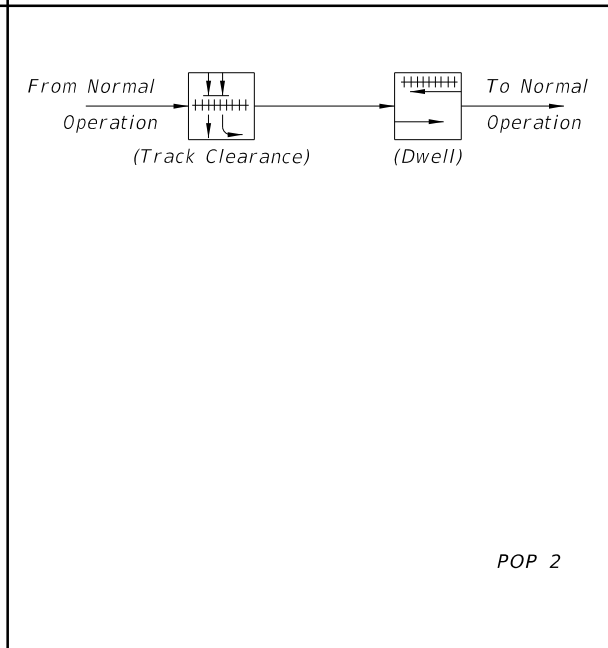 From Normal
Operation
(Track Clearance)
(Dwell)
To Normal
Operation
POP 2